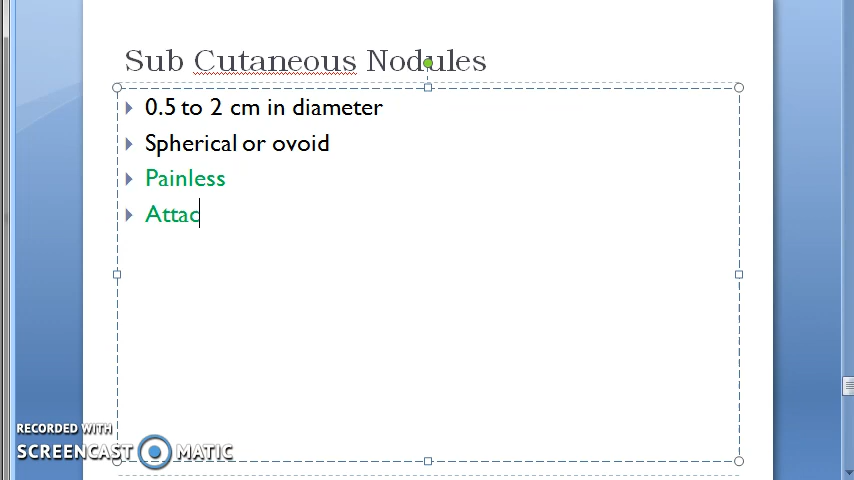 Sub Cutaneous Nodules
0.5 to 2 cm in diameter
Spherical or ovoid
Painless
Attac
RECORDED WITH
SCREENCAST MATIC